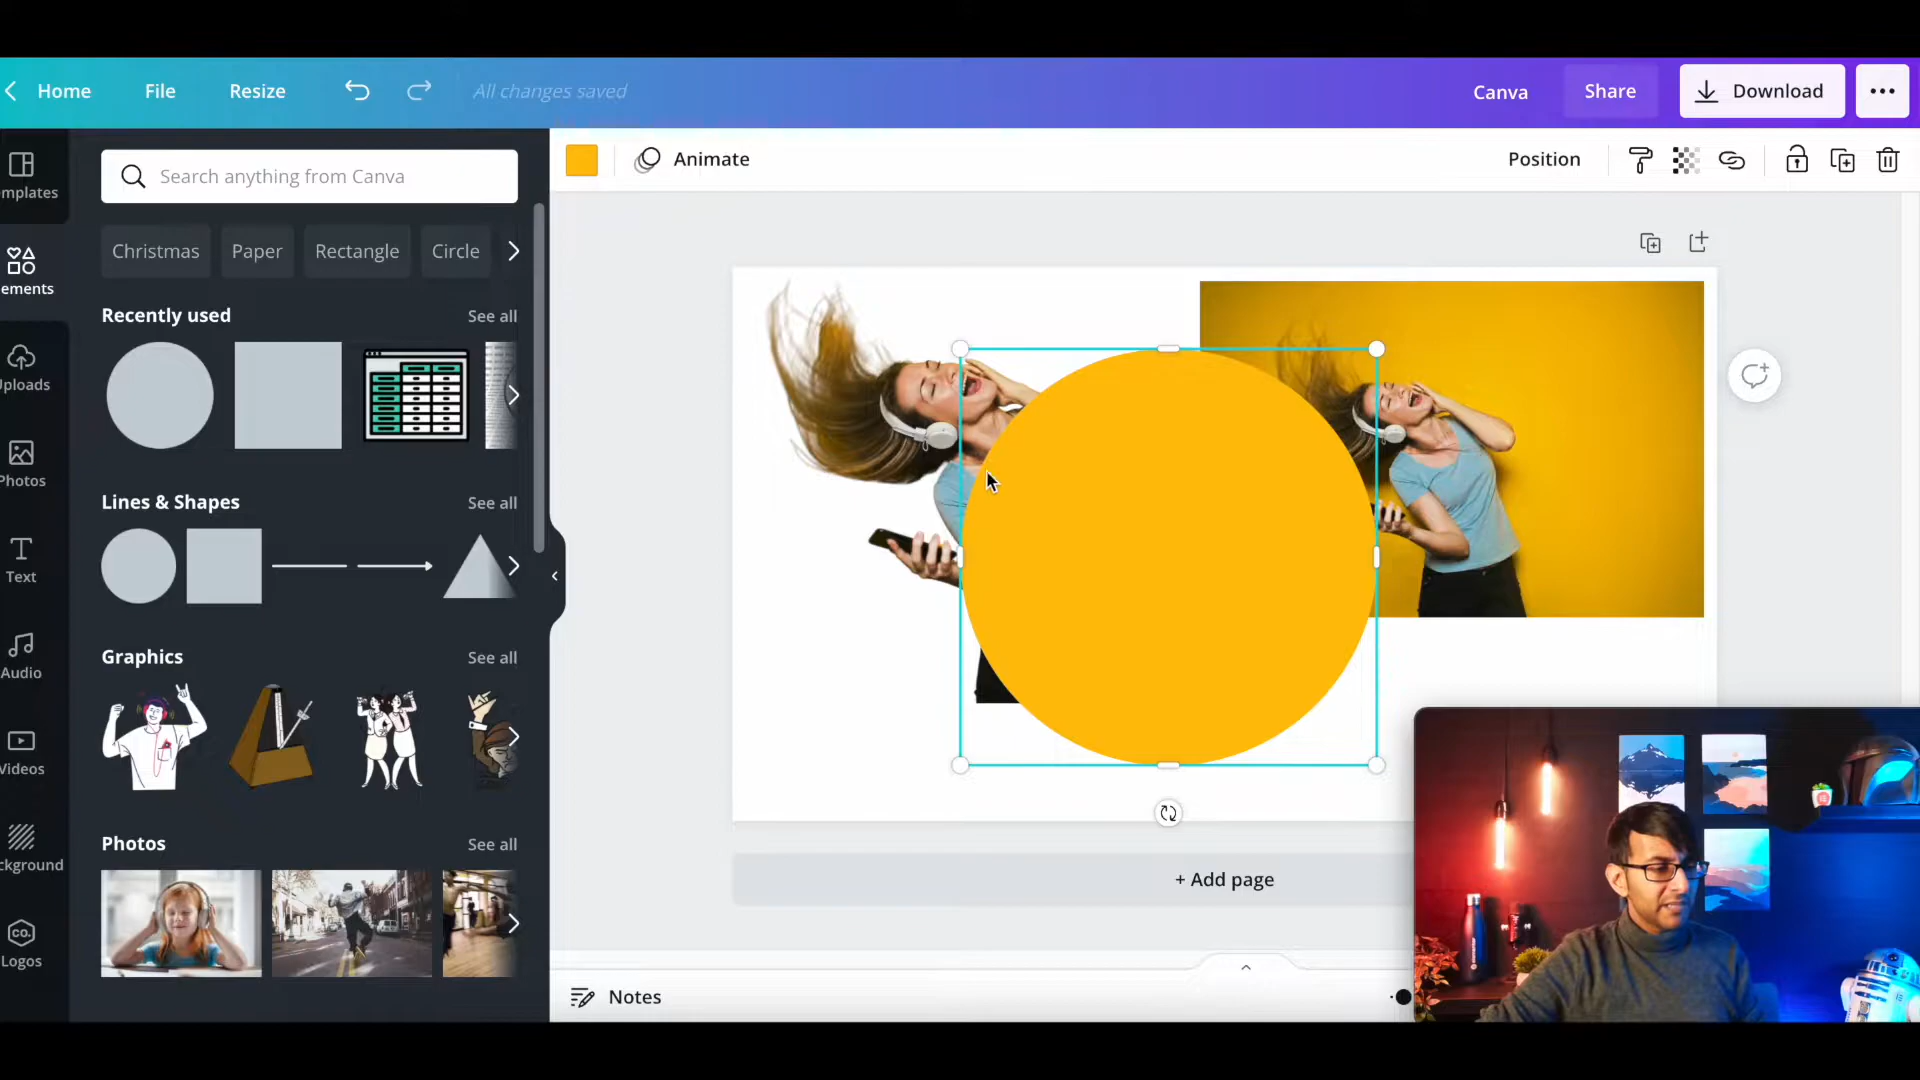 Home File Resize All changes saved Canva Share Download
Animate Position
mplates
ements
ploads
Photos
Text
Audio
Videos
ckground
co.
Logos
Search anything from Canva
Christmas Paper Rectangle Circle
Recently used See all
Lines & Shapes See all
Graphics See all
Photos See all
+ Add page
Notes